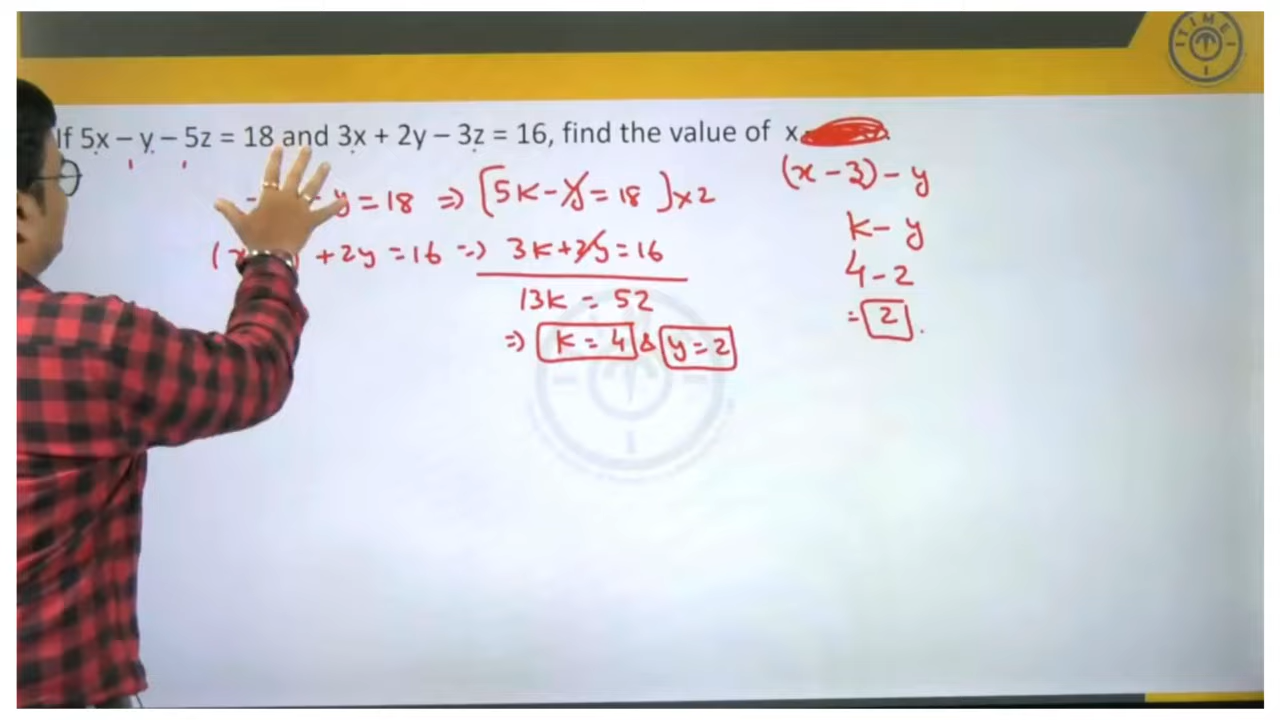 TIME
If 5x – y – 5z = 18 and 3x + 2y – 3z = 16, find the value of x
(x - 3) - y
y = 18 => [5k - y = 18] x2
+ 2y = 16 => 3k + 2y = 16
k - y
4 - 2
13k = 52
= 2.
=> k = 4 & y = 2